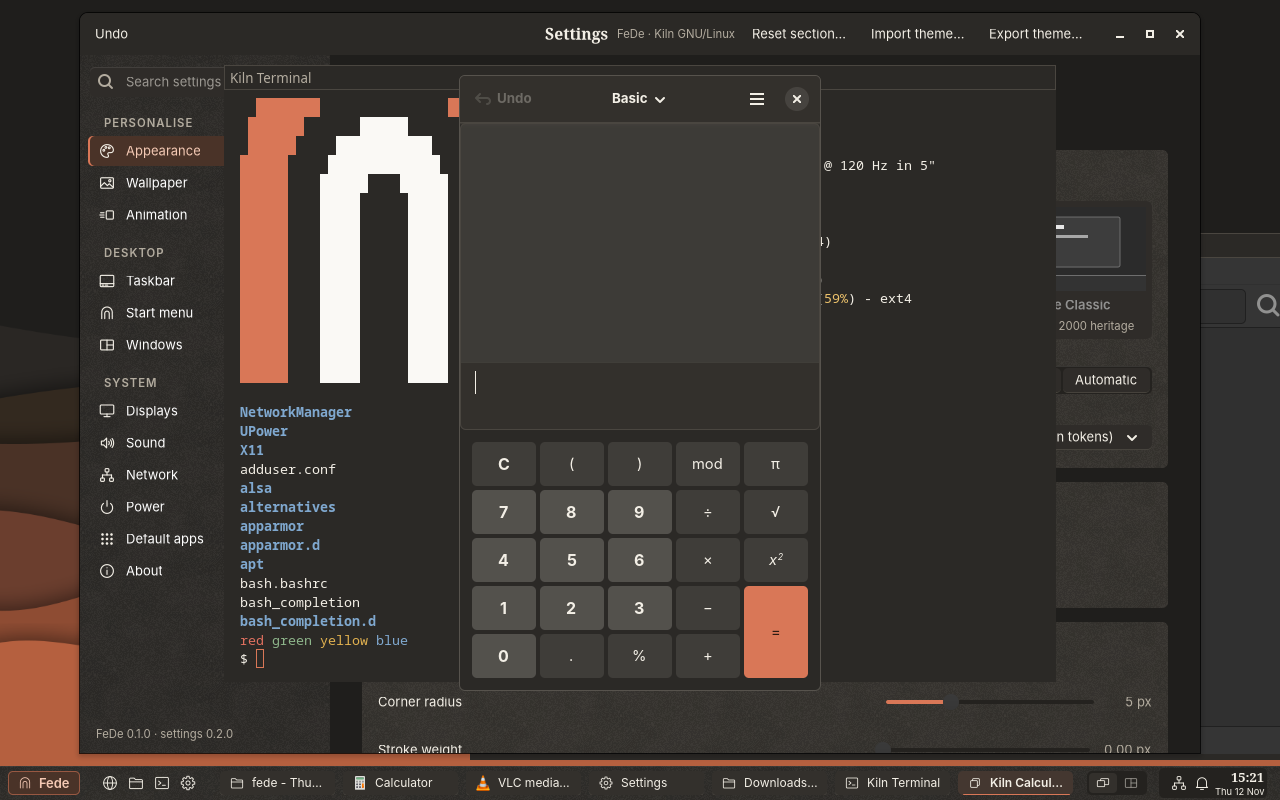 Undo
Settings FeDe · Kiln GNU/Linux
Reset section...
Import theme...
Export theme...
Search settings
PERSONALISE
Appearance
Wallpaper
Animation
DESKTOP
Taskbar
Start menu
Windows
SYSTEM
Displays
Sound
Network
Power
Default apps
About
FeDe 0.1.0 · settings 0.2.0
Kiln Terminal
@ 120 Hz in 5"
4)
(59%) - ext4
NetworkManager
UPower
X11
adduser.conf
alsa
alternatives
apparmor
apparmor.d
apt
bash.bashrc
bash_completion
bash_completion.d
red green yellow blue
$
Undo
Basic
C ( ) mod π
7 8 9 ÷ √
4 5 6 × x²
1 2 3 −
=
0 . % +
e Classic
2000 heritage
Automatic
n tokens)
Corner radius 5 px
Stroke weight 0.00 px
Fede
fede - Thu...
Calculator
VLC media...
Settings
Downloads...
Kiln Terminal
Kiln Calcul...
15:21
Thu 12 Nov